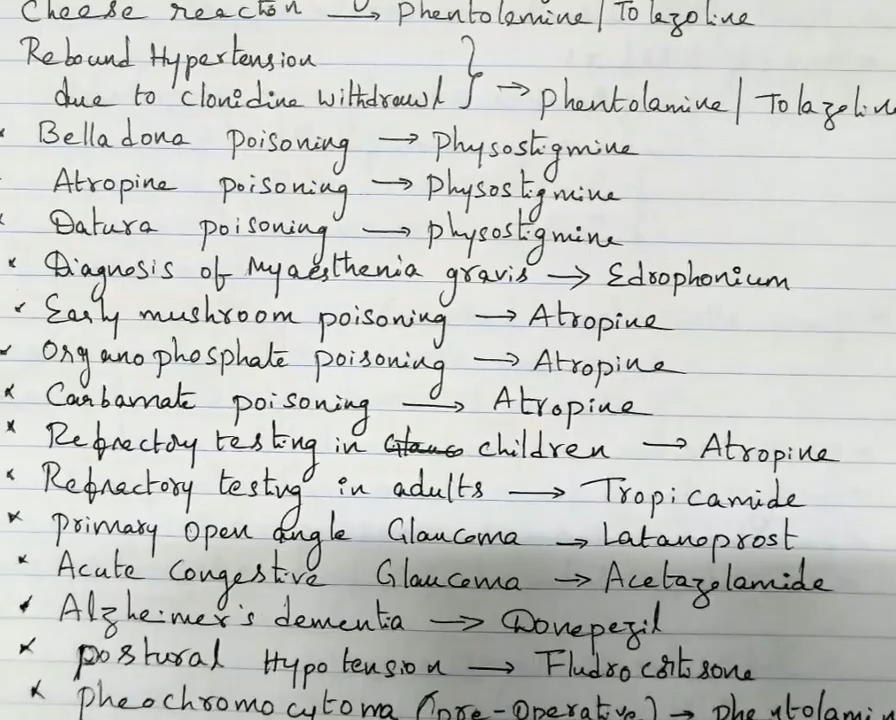 Cheese reaction → Phentolamine / Tolazoline
Rebound Hypertension
due to clonidine withdrawl } → Phentolamine / Tolazolin
Belladona poisoning → Physostigmine
Atropine poisoning → Physostigmine
Datura poisoning → physostigmine
* Diagnosis of Myaesthenia gravis → Edrophonium
Early mushroom poisoning → Atropine
Organophosphate poisoning → Atropine
* Carbamate poisoning → Atropine
* Refractory testing in children → Atropine
* Refractory testing in adults → Tropicamide
* Primary Open angle Glaucoma → Latanoprost
* Acute Congestive Glaucoma → Acetazolamide
* Alzheimer's dementia → Donepezil
* postural Hypotension → Fludrocortisone
* Pheochromocytoma (pre-operative) → phentolami